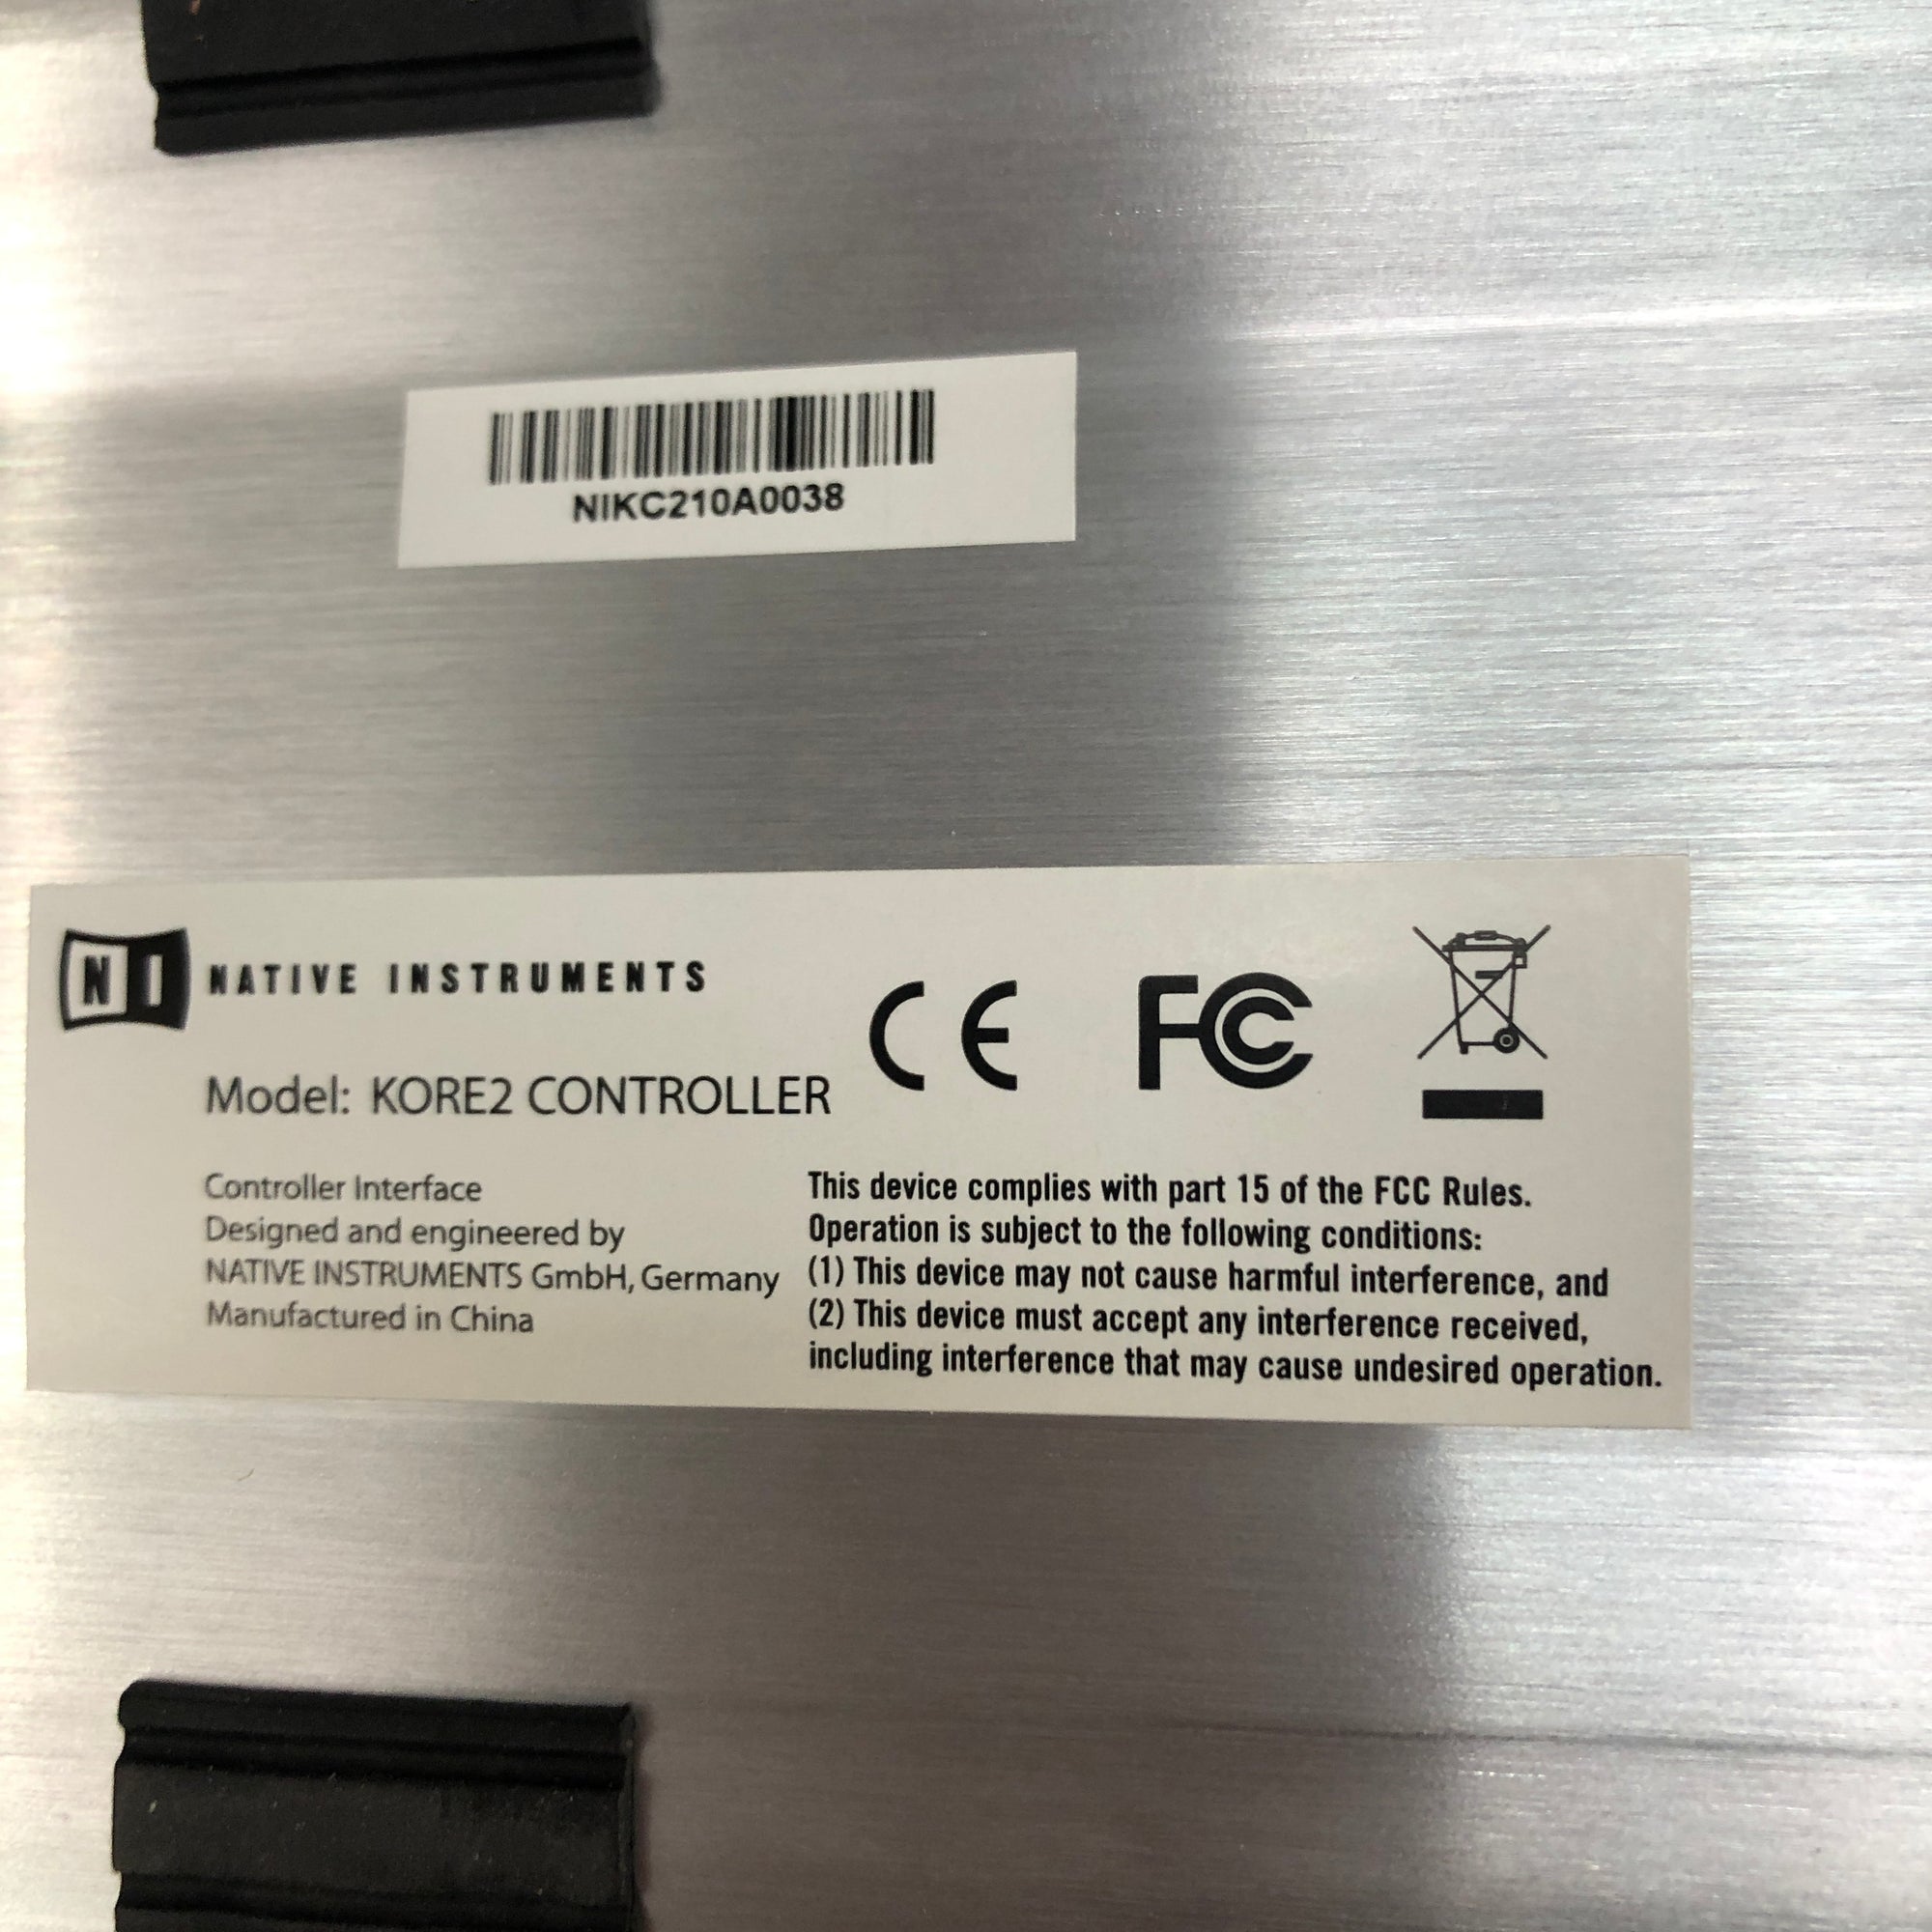 NIKC210A0038
NI NATIVE INSTRUMENTS
CE FC
Model: KORE2 CONTROLLER
Controller Interface
Designed and engineered by
NATIVE INSTRUMENTS GmbH, Germany
Manufactured in China
This device complies with part 15 of the FCC Rules.
Operation is subject to the following conditions:
(1) This device may not cause harmful interference, and
(2) This device must accept any interference received,
including interference that may cause undesired operation.